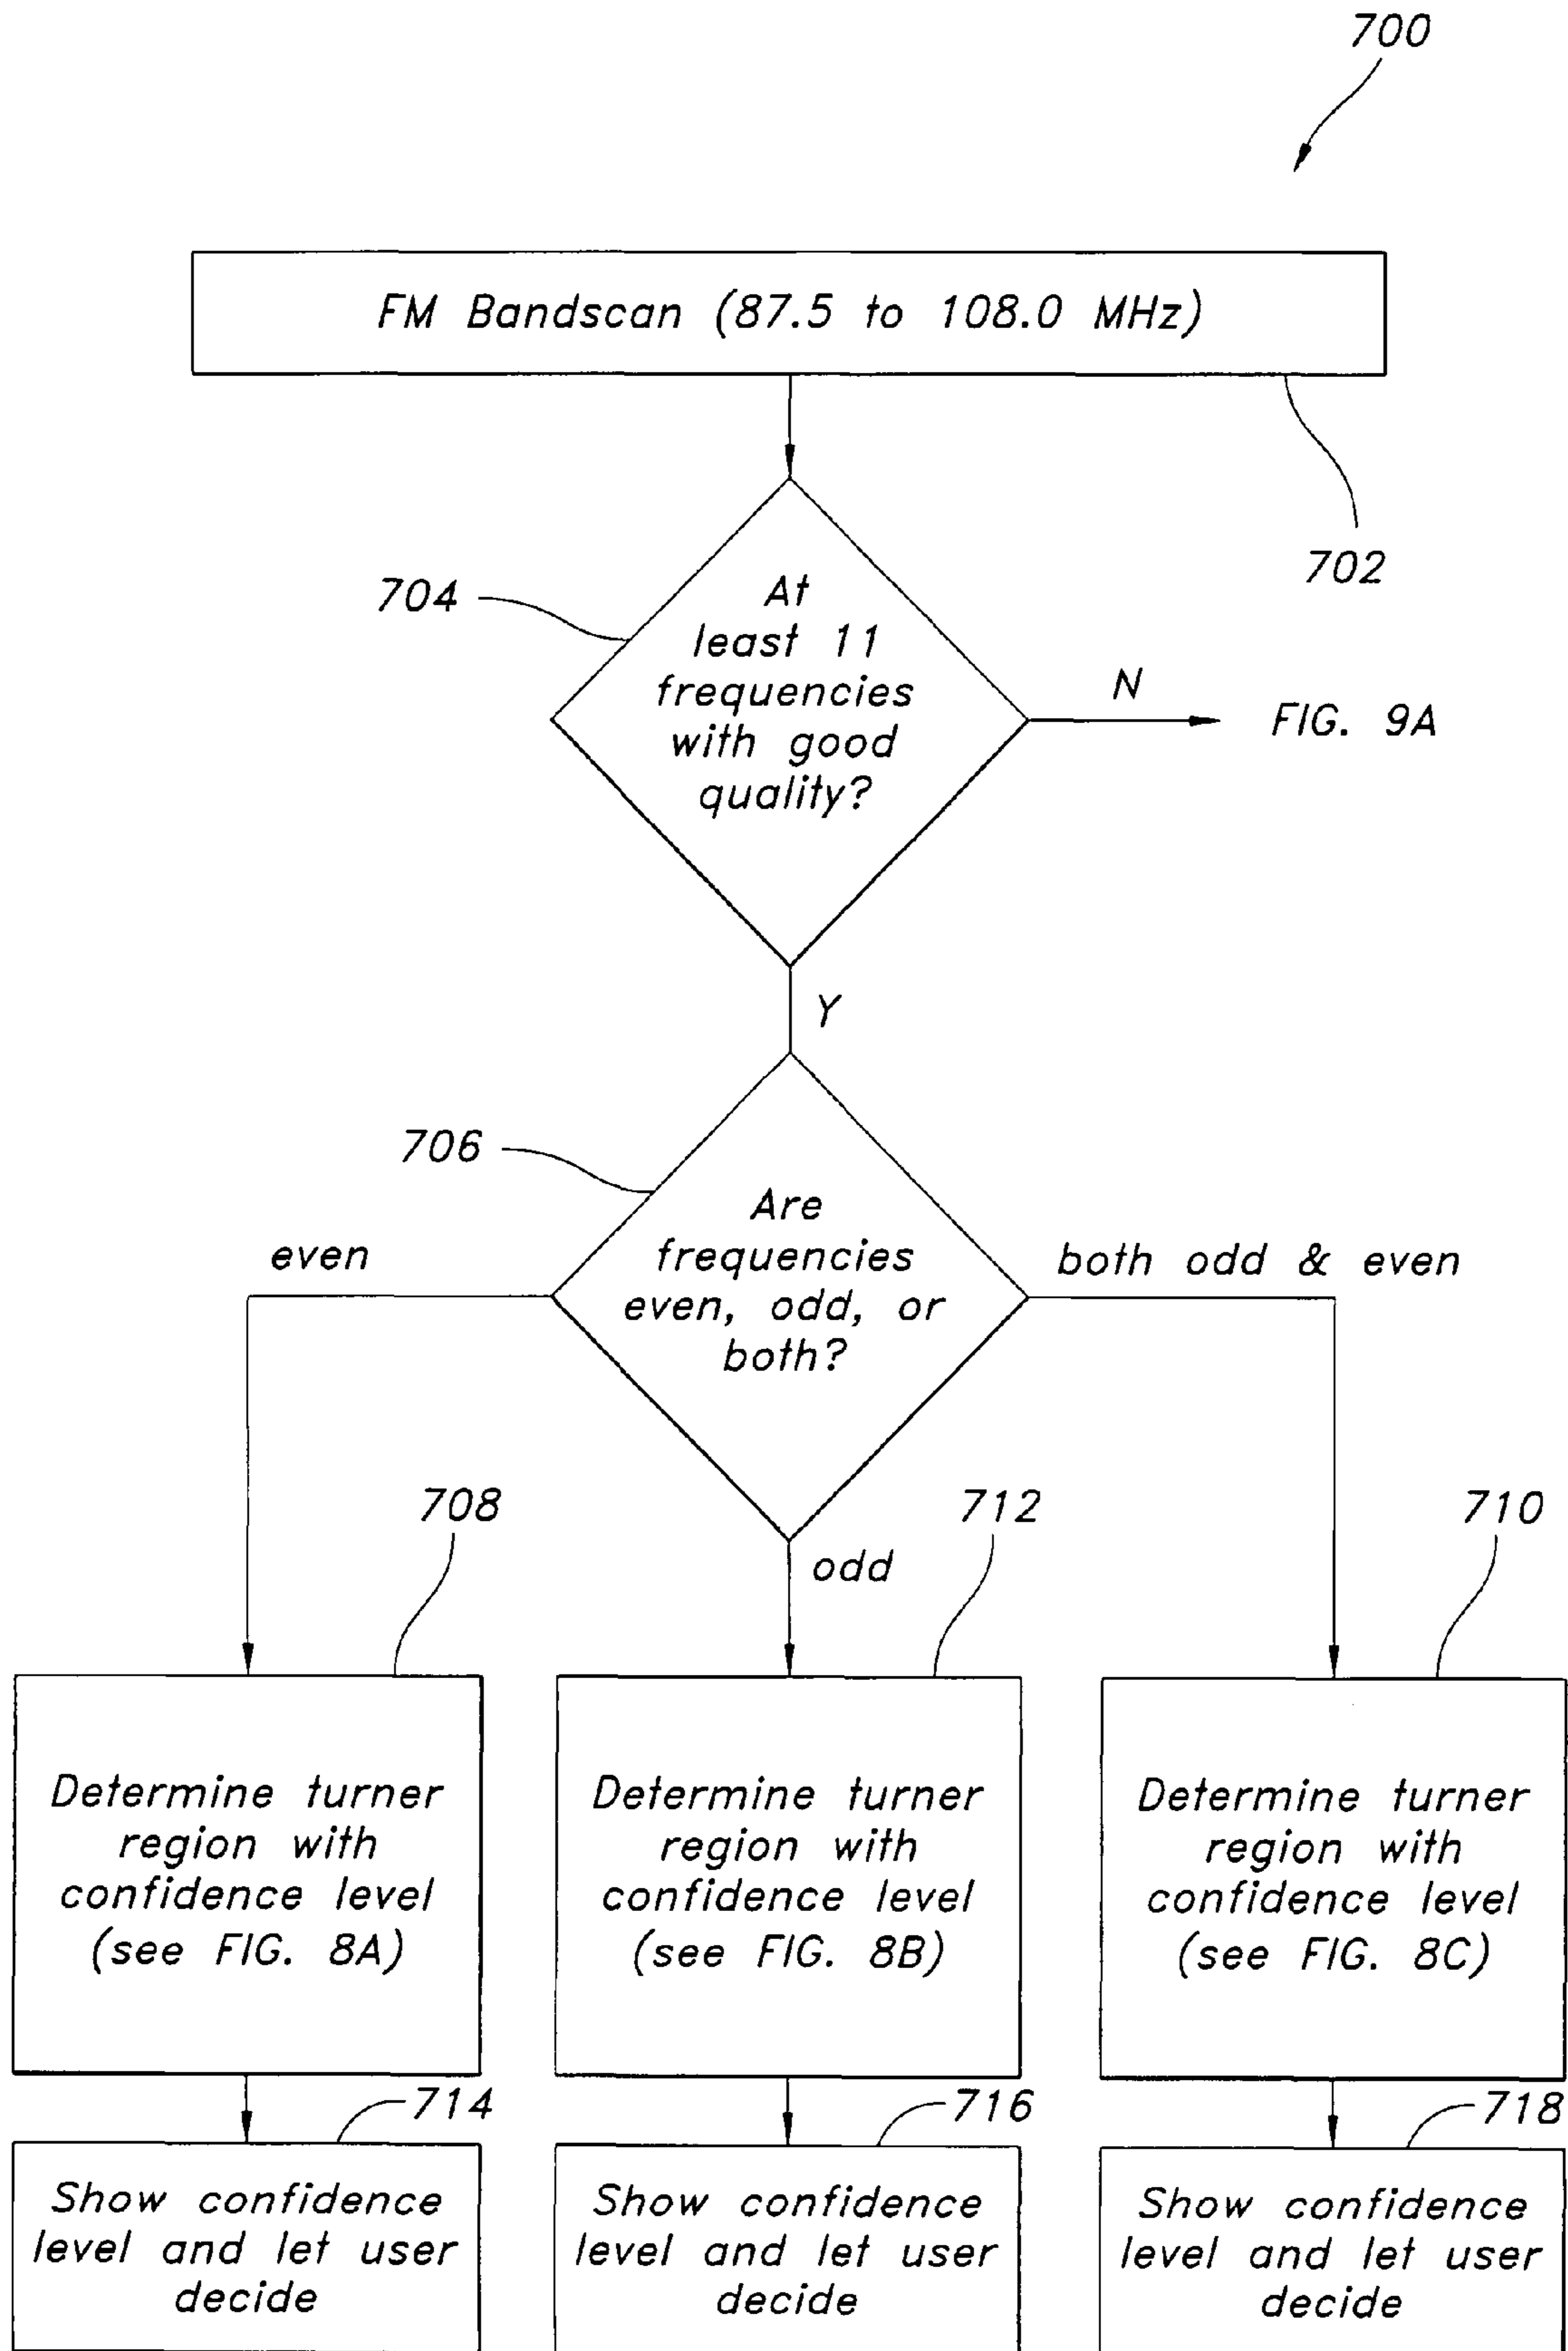 700
FM Bandscan (87.5 to 108.0 MHz)
702
704
At
least 11
frequencies
with good
quality?
N
FIG. 9A
Y
706
Are
frequencies
even, odd, or
both?
even
both odd & even
odd
708
712
710
Determine turner
region with
confidence level
(see FIG. 8A)
Determine turner
region with
confidence level
(see FIG. 8B)
Determine turner
region with
confidence level
(see FIG. 8C)
714
716
718
Show confidence
level and let user
decide
Show confidence
level and let user
decide
Show confidence
level and let user
decide